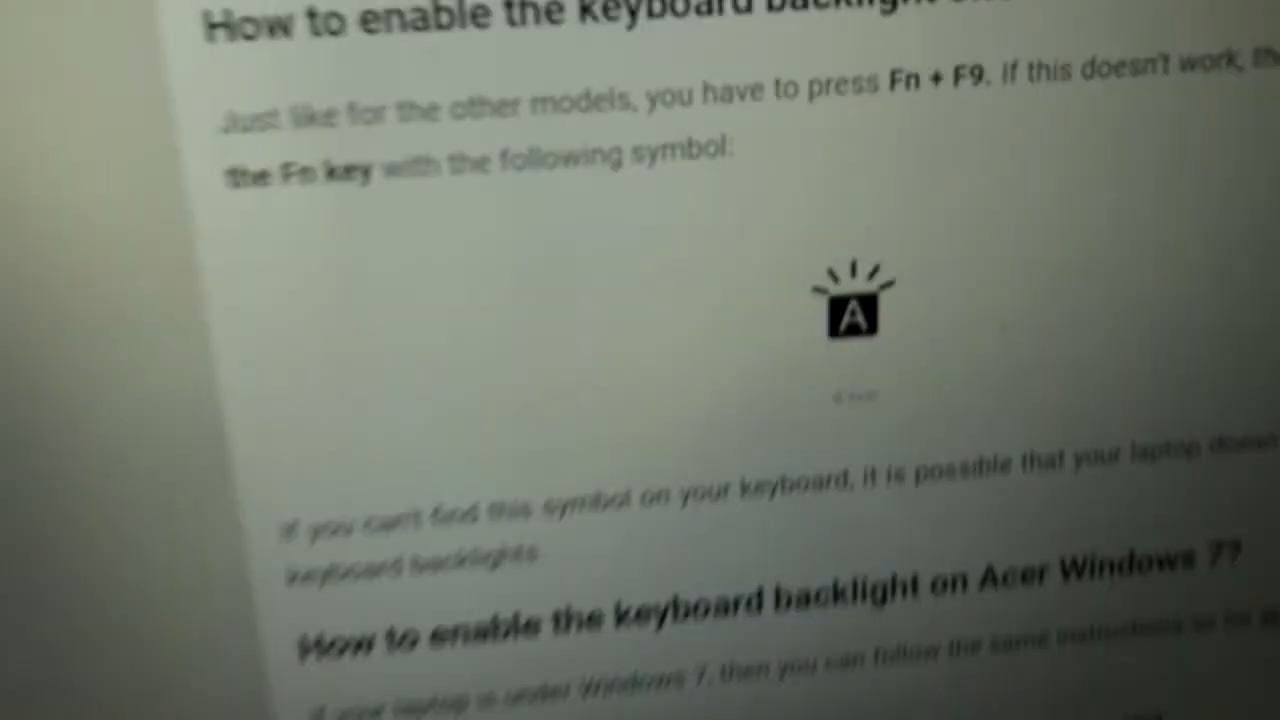 How to enable the keyboard backlight
Just like for the other models, you have to press Fn + F9. If this doesn't work,
the Fn key with the following symbol:
A
If you can't find this symbol on your keyboard, it is possible that your laptop
keyboard backlights
How to enable the keyboard backlight on Acer Windows 7?
If your laptop is under Windows 7, then you can follow the same instructions